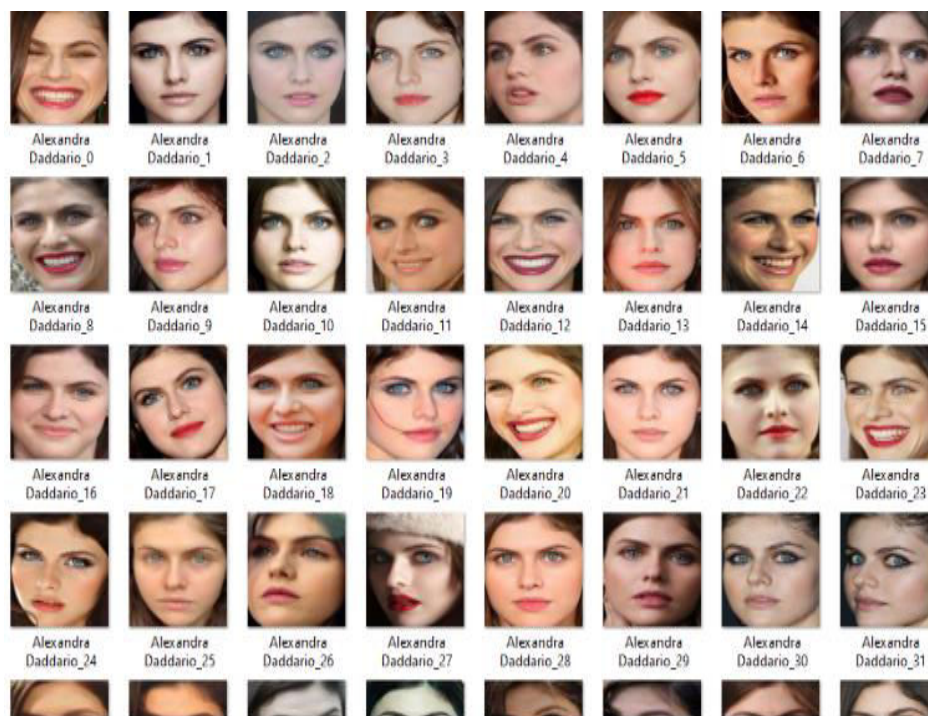 Alexandra Alexandra Alexandra Alexandra Alexandra Alexandra Alexandra Alexandra
Daddario_0 Daddario_1 Daddario_2 Daddario_3 Daddario_4 Daddario_5 Daddario_6 Daddario_7
Alexandra Alexandra Alexandra Alexandra Alexandra Alexandra Alexandra Alexandra
Daddario_8 Daddario_9 Daddario_10 Daddario_11 Daddario_12 Daddario_13 Daddario_14 Daddario_15
Alexandra Alexandra Alexandra Alexandra Alexandra Alexandra Alexandra Alexandra
Daddario_16 Daddario_17 Daddario_18 Daddario_19 Daddario_20 Daddario_21 Daddario_22 Daddario_23
Alexandra Alexandra Alexandra Alexandra Alexandra Alexandra Alexandra Alexandra
Daddario_24 Daddario_25 Daddario_26 Daddario_27 Daddario_28 Daddario_29 Daddario_30 Daddario_31